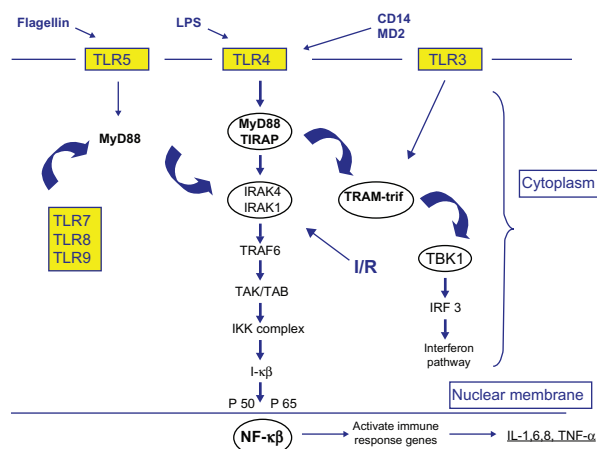 Flagellin
LPS
CD14
MD2
TLR5
TLR4
TLR3
MyD88
MyD88
TIRAP
IRAK4
IRAK1
TRAM-trif
Cytoplasm
TLR7
TLR8
TLR9
TRAF6
I/R
TBK1
TAK/TAB
IRF 3
IKK complex
Interferon
pathway
I-κβ
Nuclear membrane
P 50 P 65
NF-κβ
Activate immune
response genes
IL-1,6,8, TNF-α